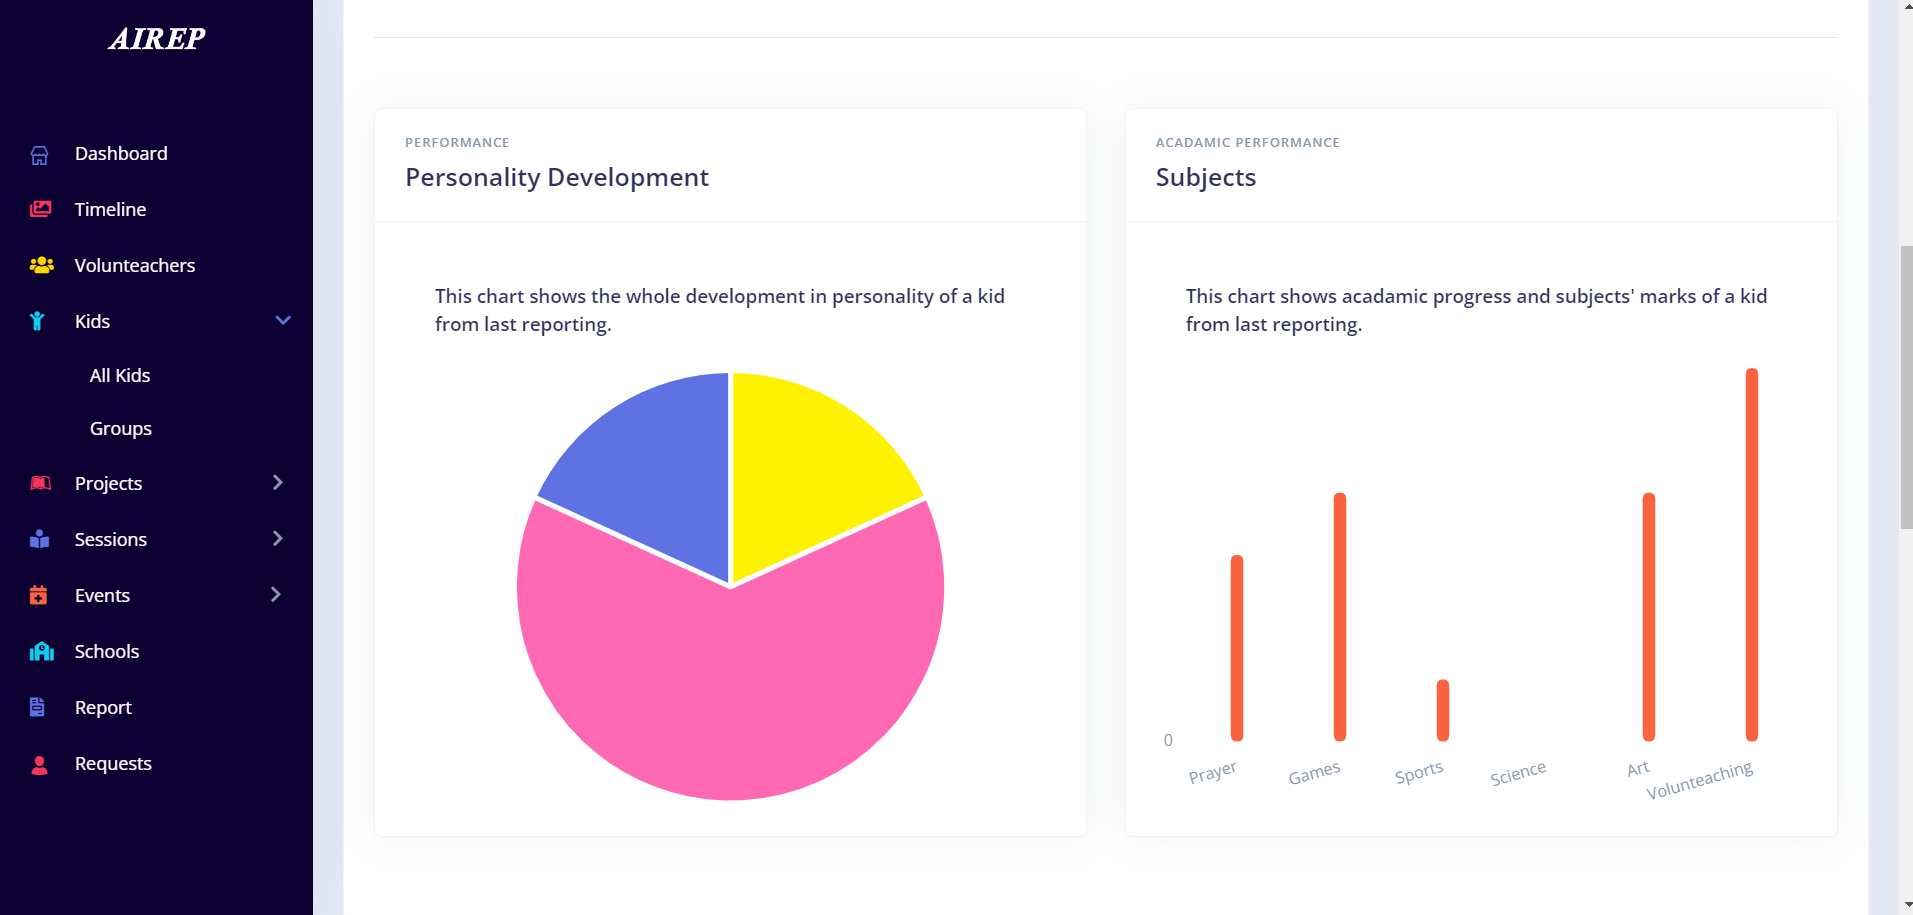 AIREP
Dashboard
Timeline
Volunteachers
Kids
All Kids
Groups
Projects
Sessions
Events
Schools
Report
Requests
PERFORMANCE
Personality Development
This chart shows the whole development in personality of a kid
from last reporting.
ACADAMIC PERFORMANCE
Subjects
This chart shows acadamic progress and subjects' marks of a kid
from last reporting.
0
Prayer
Games
Sports
Science
Art
Volunteaching